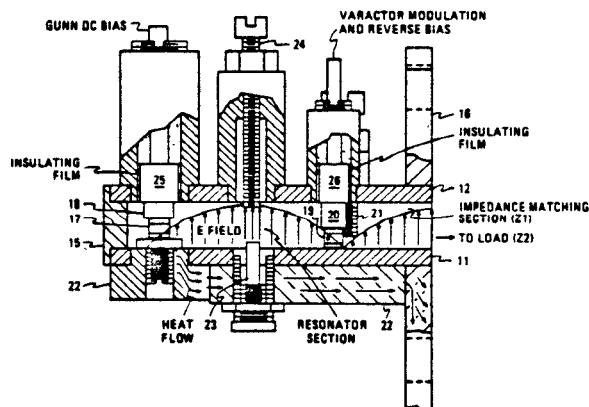 GUNN DC BIAS
24
VARACTOR MODULATION
AND REVERSE BIAS
16
INSULATING
FILM
INSULATING
FILM
25
26
12
18
17
19
20
21
IMPEDANCE MATCHING
SECTION (Z1)
E FIELD
15
TO LOAD (Z2)
11
22
HEAT
FLOW
23
RESONATOR
SECTION
22